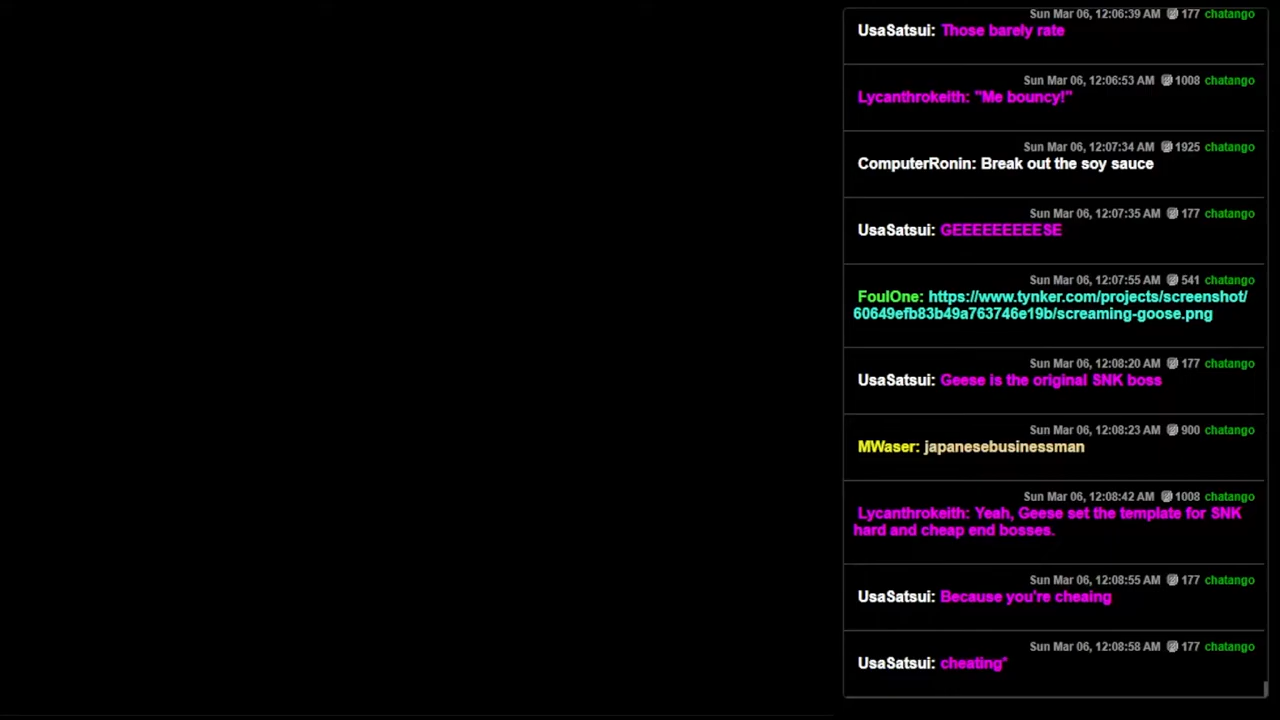 Sun Mar 06, 12:06:39 AM 177 chatango
UsaSatsui: Those barely rate
Sun Mar 06, 12:06:53 AM 1008 chatango
Lycanthrokeith: "Me bouncy!"
Sun Mar 06, 12:07:34 AM 1925 chatango
ComputerRonin: Break out the soy sauce
Sun Mar 06, 12:07:35 AM 177 chatango
UsaSatsui: GEEEEEEEEESE
Sun Mar 06, 12:07:55 AM 541 chatango
FoulOne: https://www.tynker.com/projects/screenshot/
60649efb83b49a763746e19b/screaming-goose.png
Sun Mar 06, 12:08:20 AM 177 chatango
UsaSatsui: Geese is the original SNK boss
Sun Mar 06, 12:08:23 AM 900 chatango
MWaser: japanesebusinessman
Sun Mar 06, 12:08:42 AM 1008 chatango
Lycanthrokeith: Yeah, Geese set the template for SNK
hard and cheap end bosses.
Sun Mar 06, 12:08:55 AM 177 chatango
UsaSatsui: Because you're cheaing
Sun Mar 06, 12:08:58 AM 177 chatango
UsaSatsui: cheating*